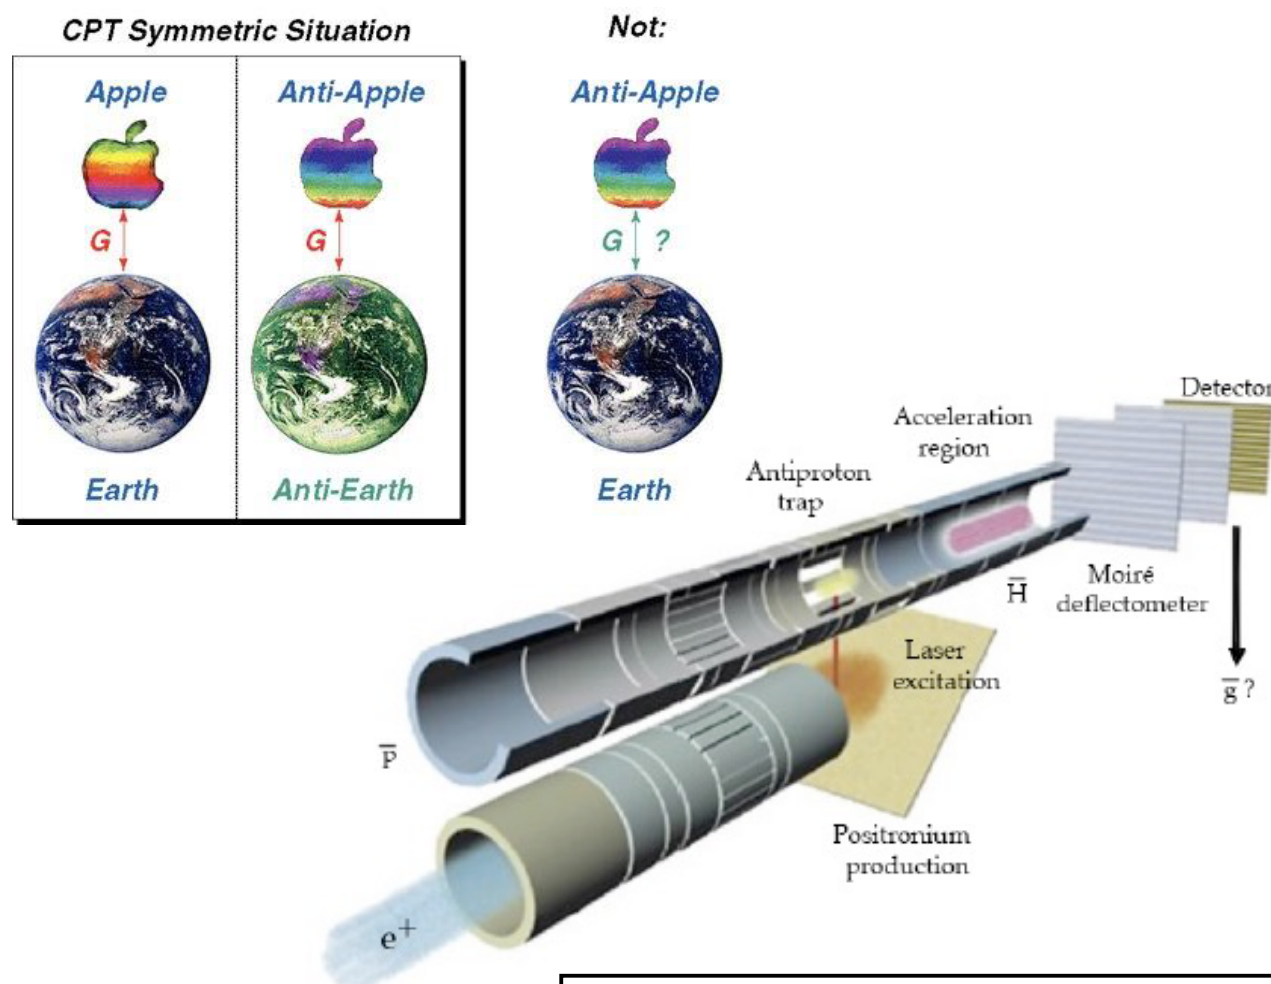 CPT Symmetric Situation
Not:
Apple
Anti-Apple
Anti-Apple
G
G
G ?
Earth
Anti-Earth
Earth
Detector
Acceleration
region
Antiproton
trap
H̅
Moiré
deflectometer
Laser
excitation
g̅ ?
P̅
Positronium
production
e⁺